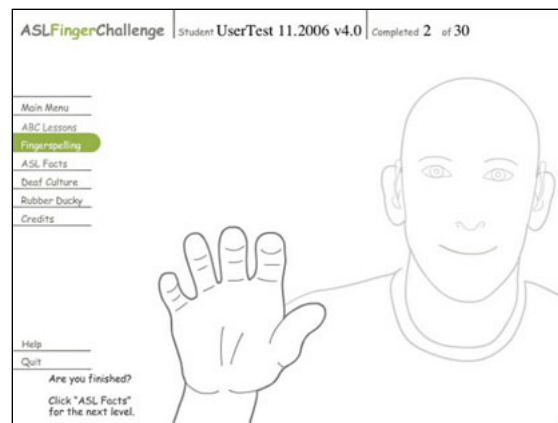 ASLFingerChallenge Student UserTest 11.2006 v4.0 Completed 2 of 30
Main Menu
ABC Lessons
Fingerspelling
ASL Facts
Deaf Culture
Rubber Ducky
Credits
Help
Quit
Are you finished?
Click "ASL Facts"
for the next level.